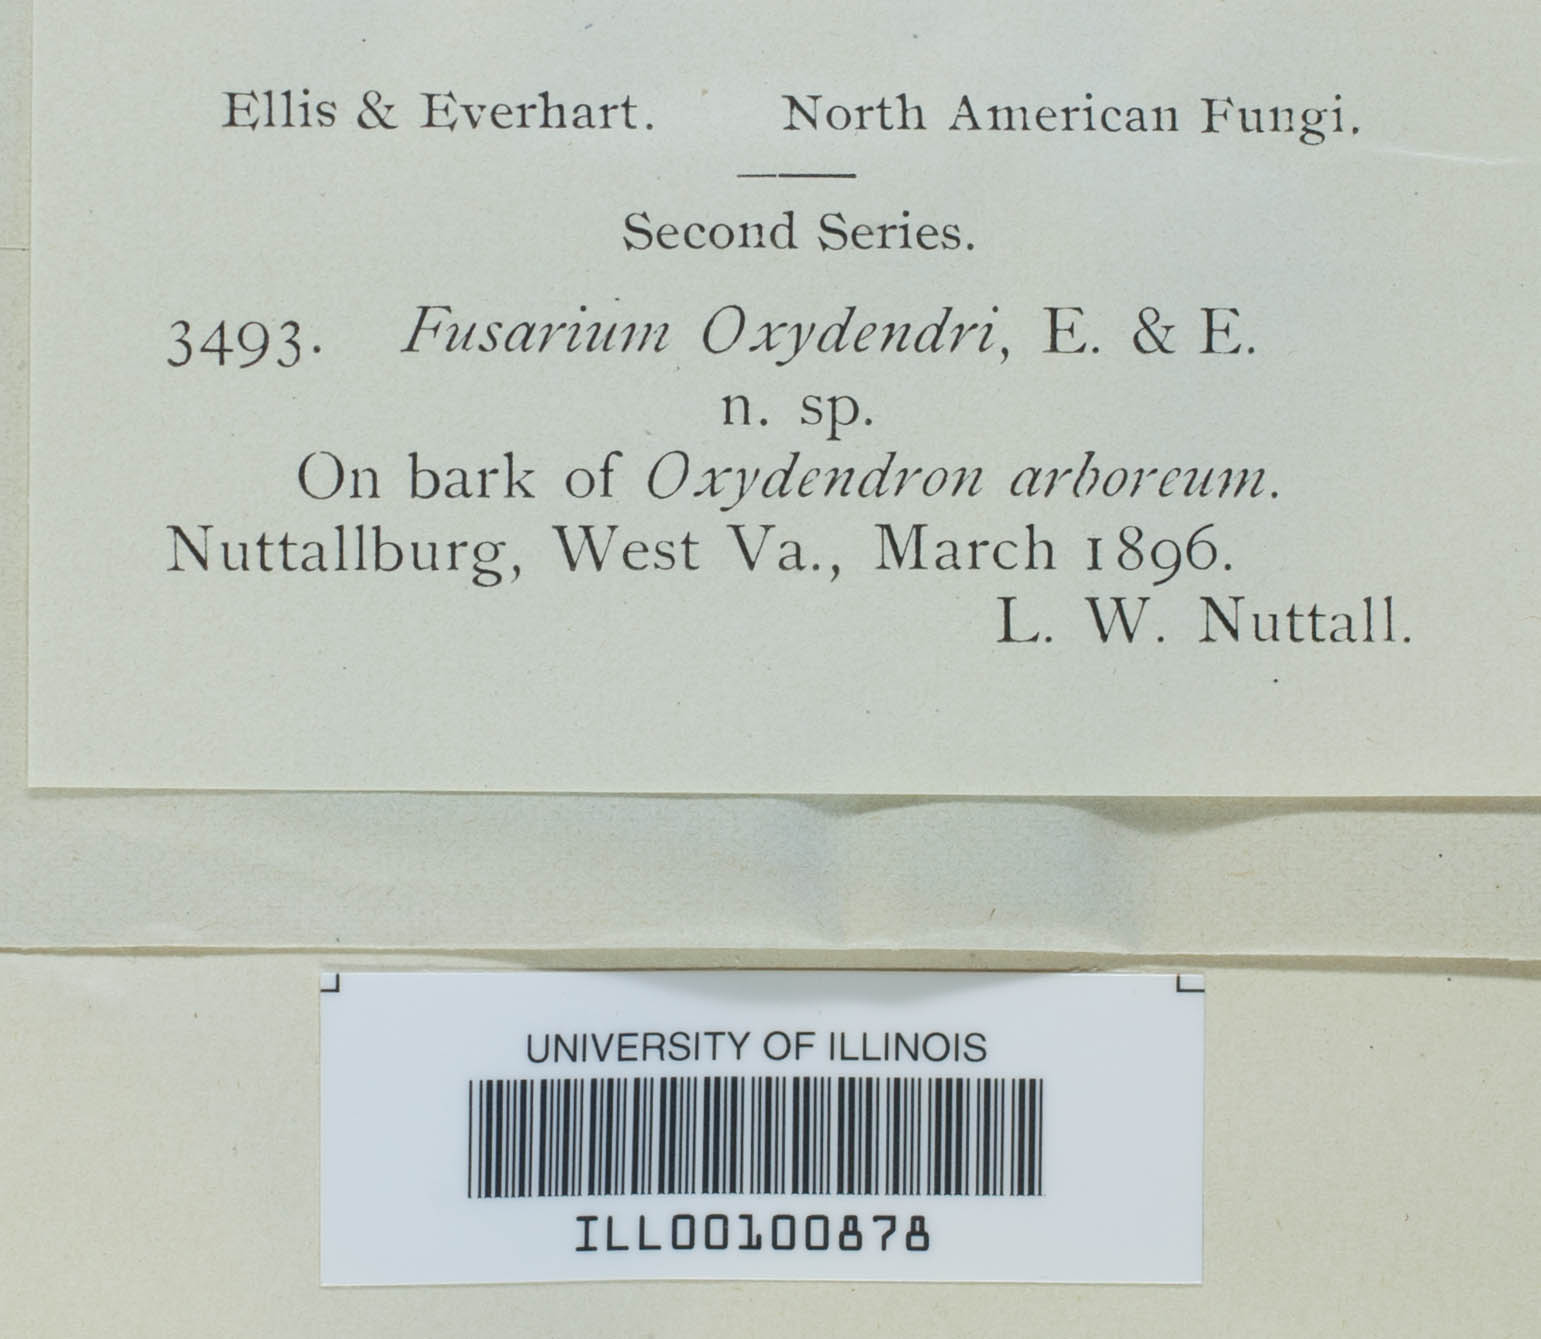 Ellis & Everhart. North American Fungi.
Second Series.
3493. Fusarium Oxydendri, E. & E.
n. sp.
On bark of Oxydendron arboreum.
Nuttallburg, West Va., March 1896.
L. W. Nuttall.
UNIVERSITY OF ILLINOIS
ILL00100878